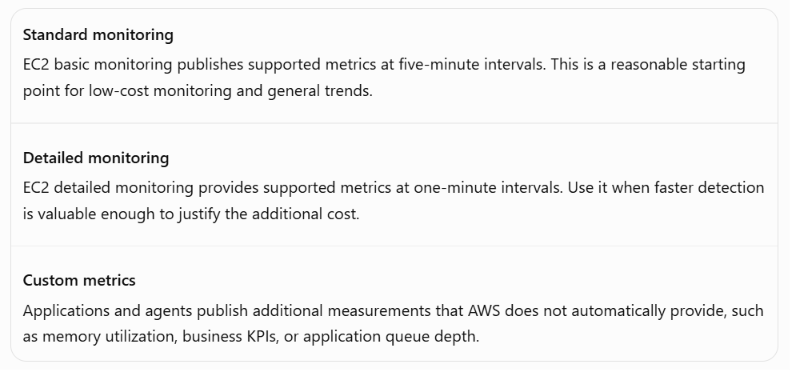 Standard monitoring
EC2 basic monitoring publishes supported metrics at five-minute intervals. This is a reasonable starting
point for low-cost monitoring and general trends.
Detailed monitoring
EC2 detailed monitoring provides supported metrics at one-minute intervals. Use it when faster detection
is valuable enough to justify the additional cost.
Custom metrics
Applications and agents publish additional measurements that AWS does not automatically provide, such
as memory utilization, business KPIs, or application queue depth.